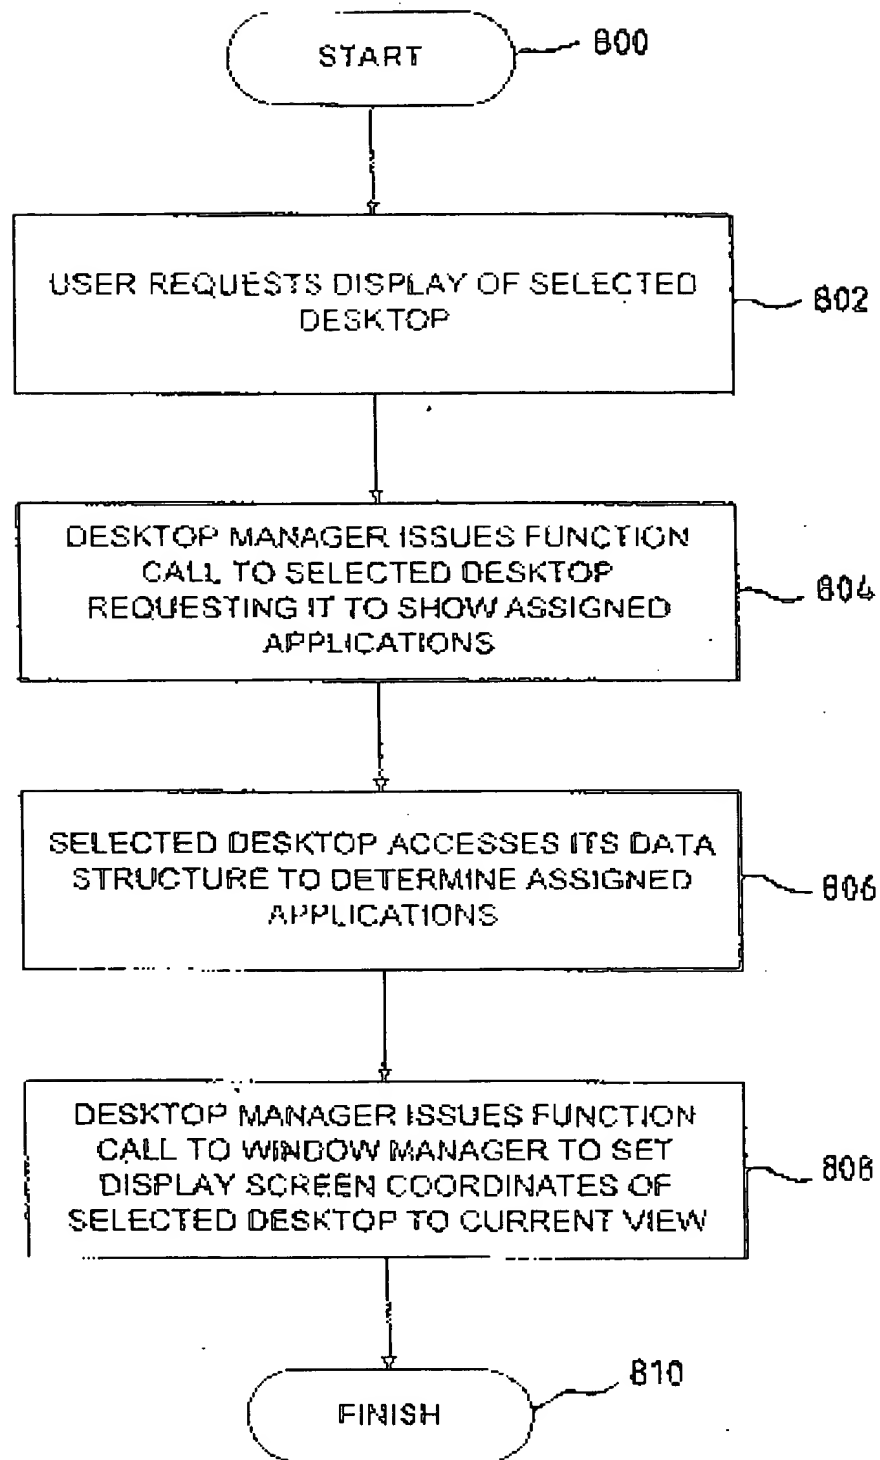 START
800
USER REQUESTS DISPLAY OF SELECTED
DESKTOP
802
DESKTOP MANAGER ISSUES FUNCTION
CALL TO SELECTED DESKTOP
REQUESTING IT TO SHOW ASSIGNED
APPLICATIONS
804
SELECTED DESKTOP ACCESSES ITS DATA
STRUCTURE TO DETERMINE ASSIGNED
APPLICATIONS
806
DESKTOP MANAGER ISSUES FUNCTION
CALL TO WINDOW MANAGER TO SET
DISPLAY SCREEN COORDINATES OF
SELECTED DESKTOP TO CURRENT VIEW
808
FINISH
810